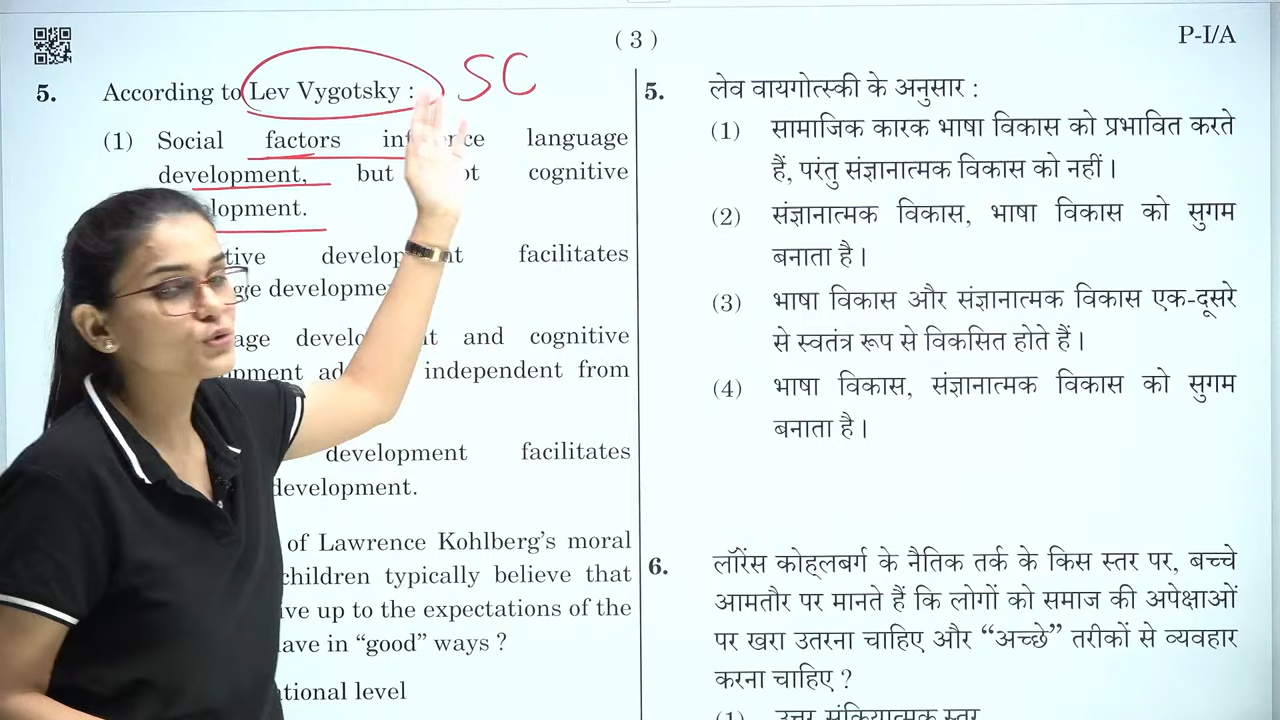 ( 3 )
P-I/A
5. According to Lev Vygotsky :
SC
(1) Social factors language
development, but cognitive
facilitates
and cognitive
independent from
development facilitates
development.
of Lawrence Kohlberg's moral
children typically believe that
up to the expectations of the
in "good" ways ?
level
5. लेव वायगोत्स्की के अनुसार :
(1) सामाजिक कारक भाषा विकास को प्रभावित करते
हैं, परंतु संज्ञानात्मक विकास को नहीं।
(2) संज्ञानात्मक विकास, भाषा विकास को सुगम
बनाता है।
(3) भाषा विकास और संज्ञानात्मक विकास एक-दूसरे
से स्वतंत्र रूप से विकसित होते हैं।
(4) भाषा विकास, संज्ञानात्मक विकास को सुगम
बनाता है।
6. लॉरेंस कोह्लबर्ग के नैतिक तर्क के किस स्तर पर, बच्चे
आमतौर पर मानते हैं कि लोगों को समाज की अपेक्षाओं
पर खरा उतरना चाहिए और "अच्छे" तरीकों से व्यवहार
करना चाहिए ?